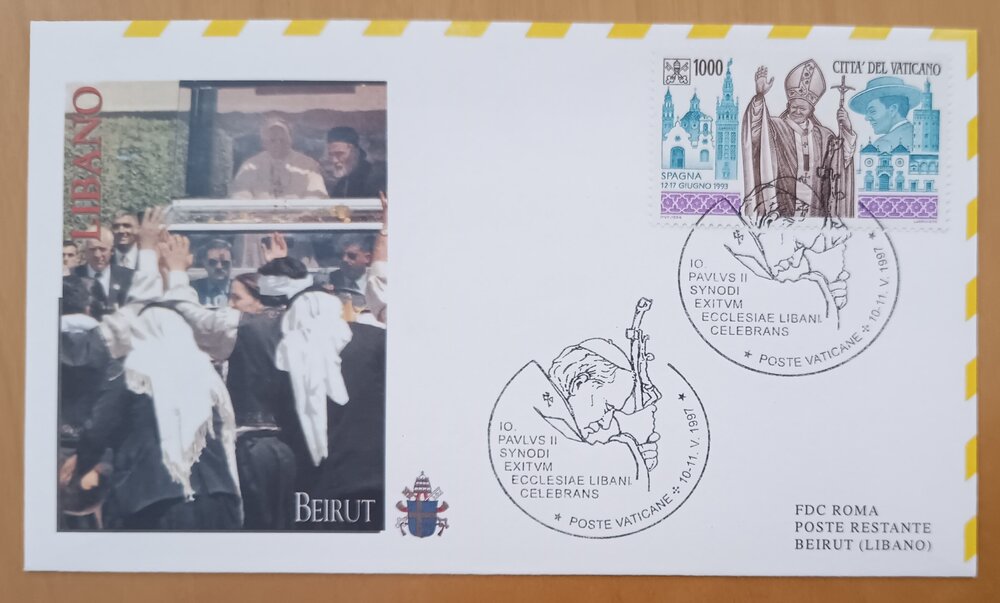 LIBANO
BEIRUT
1000
CITTA' DEL VATICANO
SPAGNA
12-17 GIUGNO 1993
IO.
PAVLVS II
SYNODI
EXITVM
ECCLESIAE LIBANI
CELEBRANS
POSTE VATICANE 10-11. V. 1997
IO.
PAVLVS II
SYNODI
EXITVM
ECCLESIAE LIBANI
CELEBRANS
POSTE VATICANE 10-11. V. 1997
FDC ROMA
POSTE RESTANTE
BEIRUT (LIBANO)